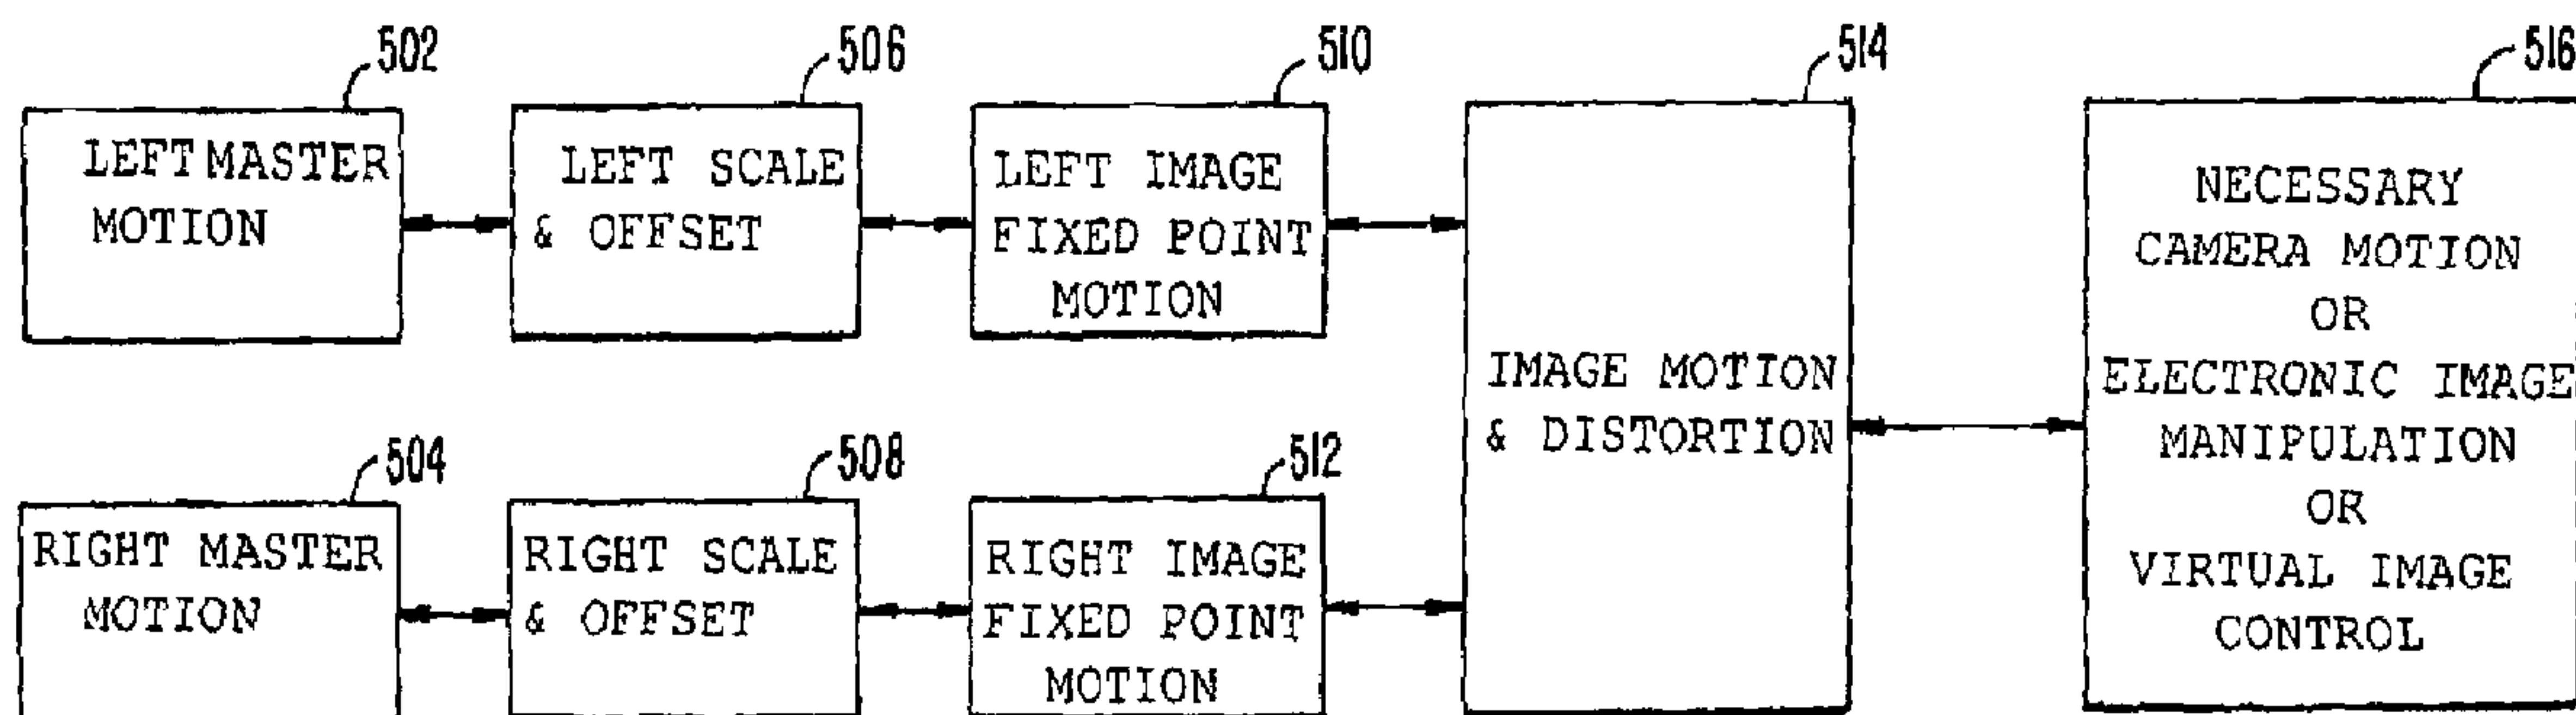 502
LEFT MASTER
MOTION
506
LEFT SCALE
& OFFSET
510
LEFT IMAGE
FIXED POINT
MOTION
514
IMAGE MOTION
& DISTORTION
516
NECESSARY
CAMERA MOTION
OR
ELECTRONIC IMAGE
MANIPULATION
OR
VIRTUAL IMAGE
CONTROL
504
RIGHT MASTER
MOTION
508
RIGHT SCALE
& OFFSET
512
RIGHT IMAGE
FIXED POINT
MOTION